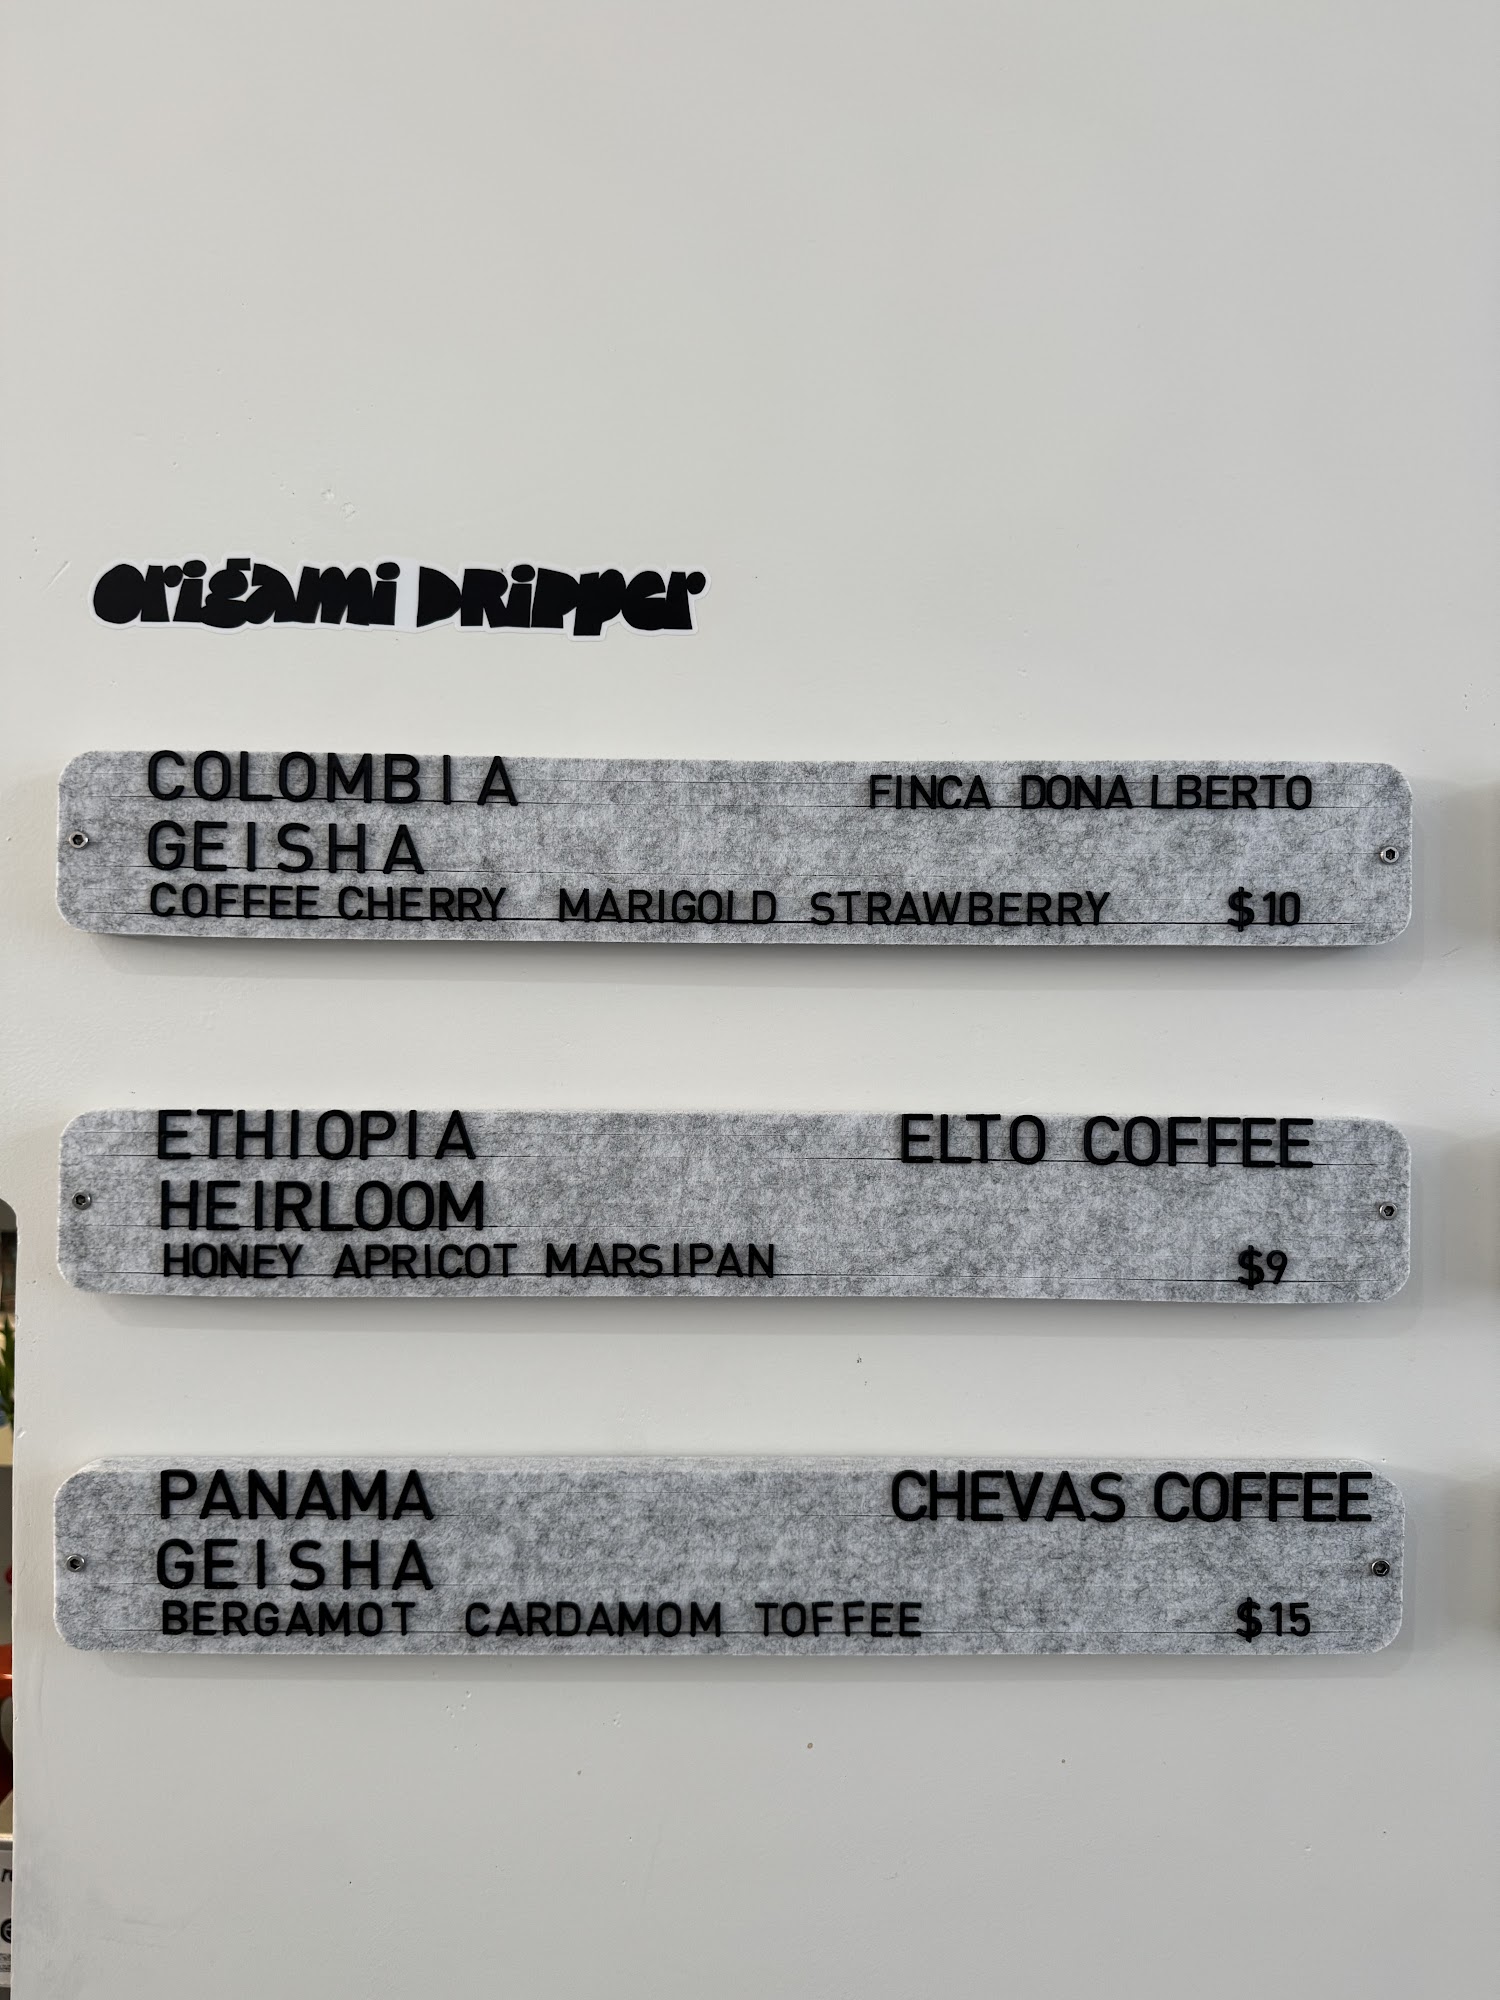 origami Dripper
COLOMBIA
FINCA DONA LBERTO
GEISHA
COFFEE CHERRY MARIGOLD STRAWBERRY $10
ETHIOPIA ELTO COFFEE
HEIRLOOM
HONEY APRICOT MARSIPAN $9
PANAMA CHEVAS COFFEE
GEISHA
BERGAMOT CARDAMOM TOFFEE $15